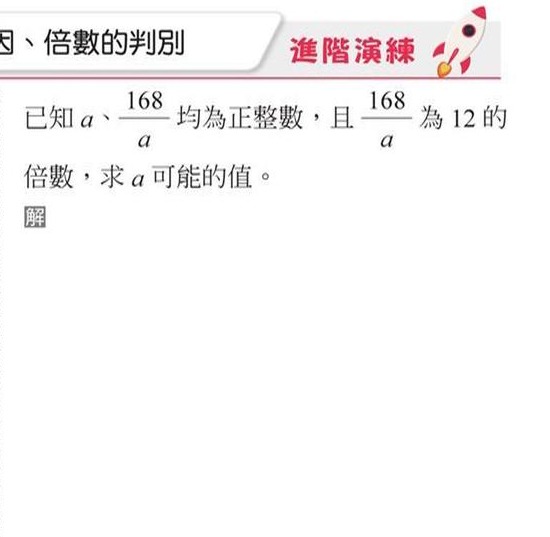 因、倍數的判別
進階演練
已知 a、168/a 均為正整數，且 168/a 為 12 的
倍數，求 a 可能的值。
解